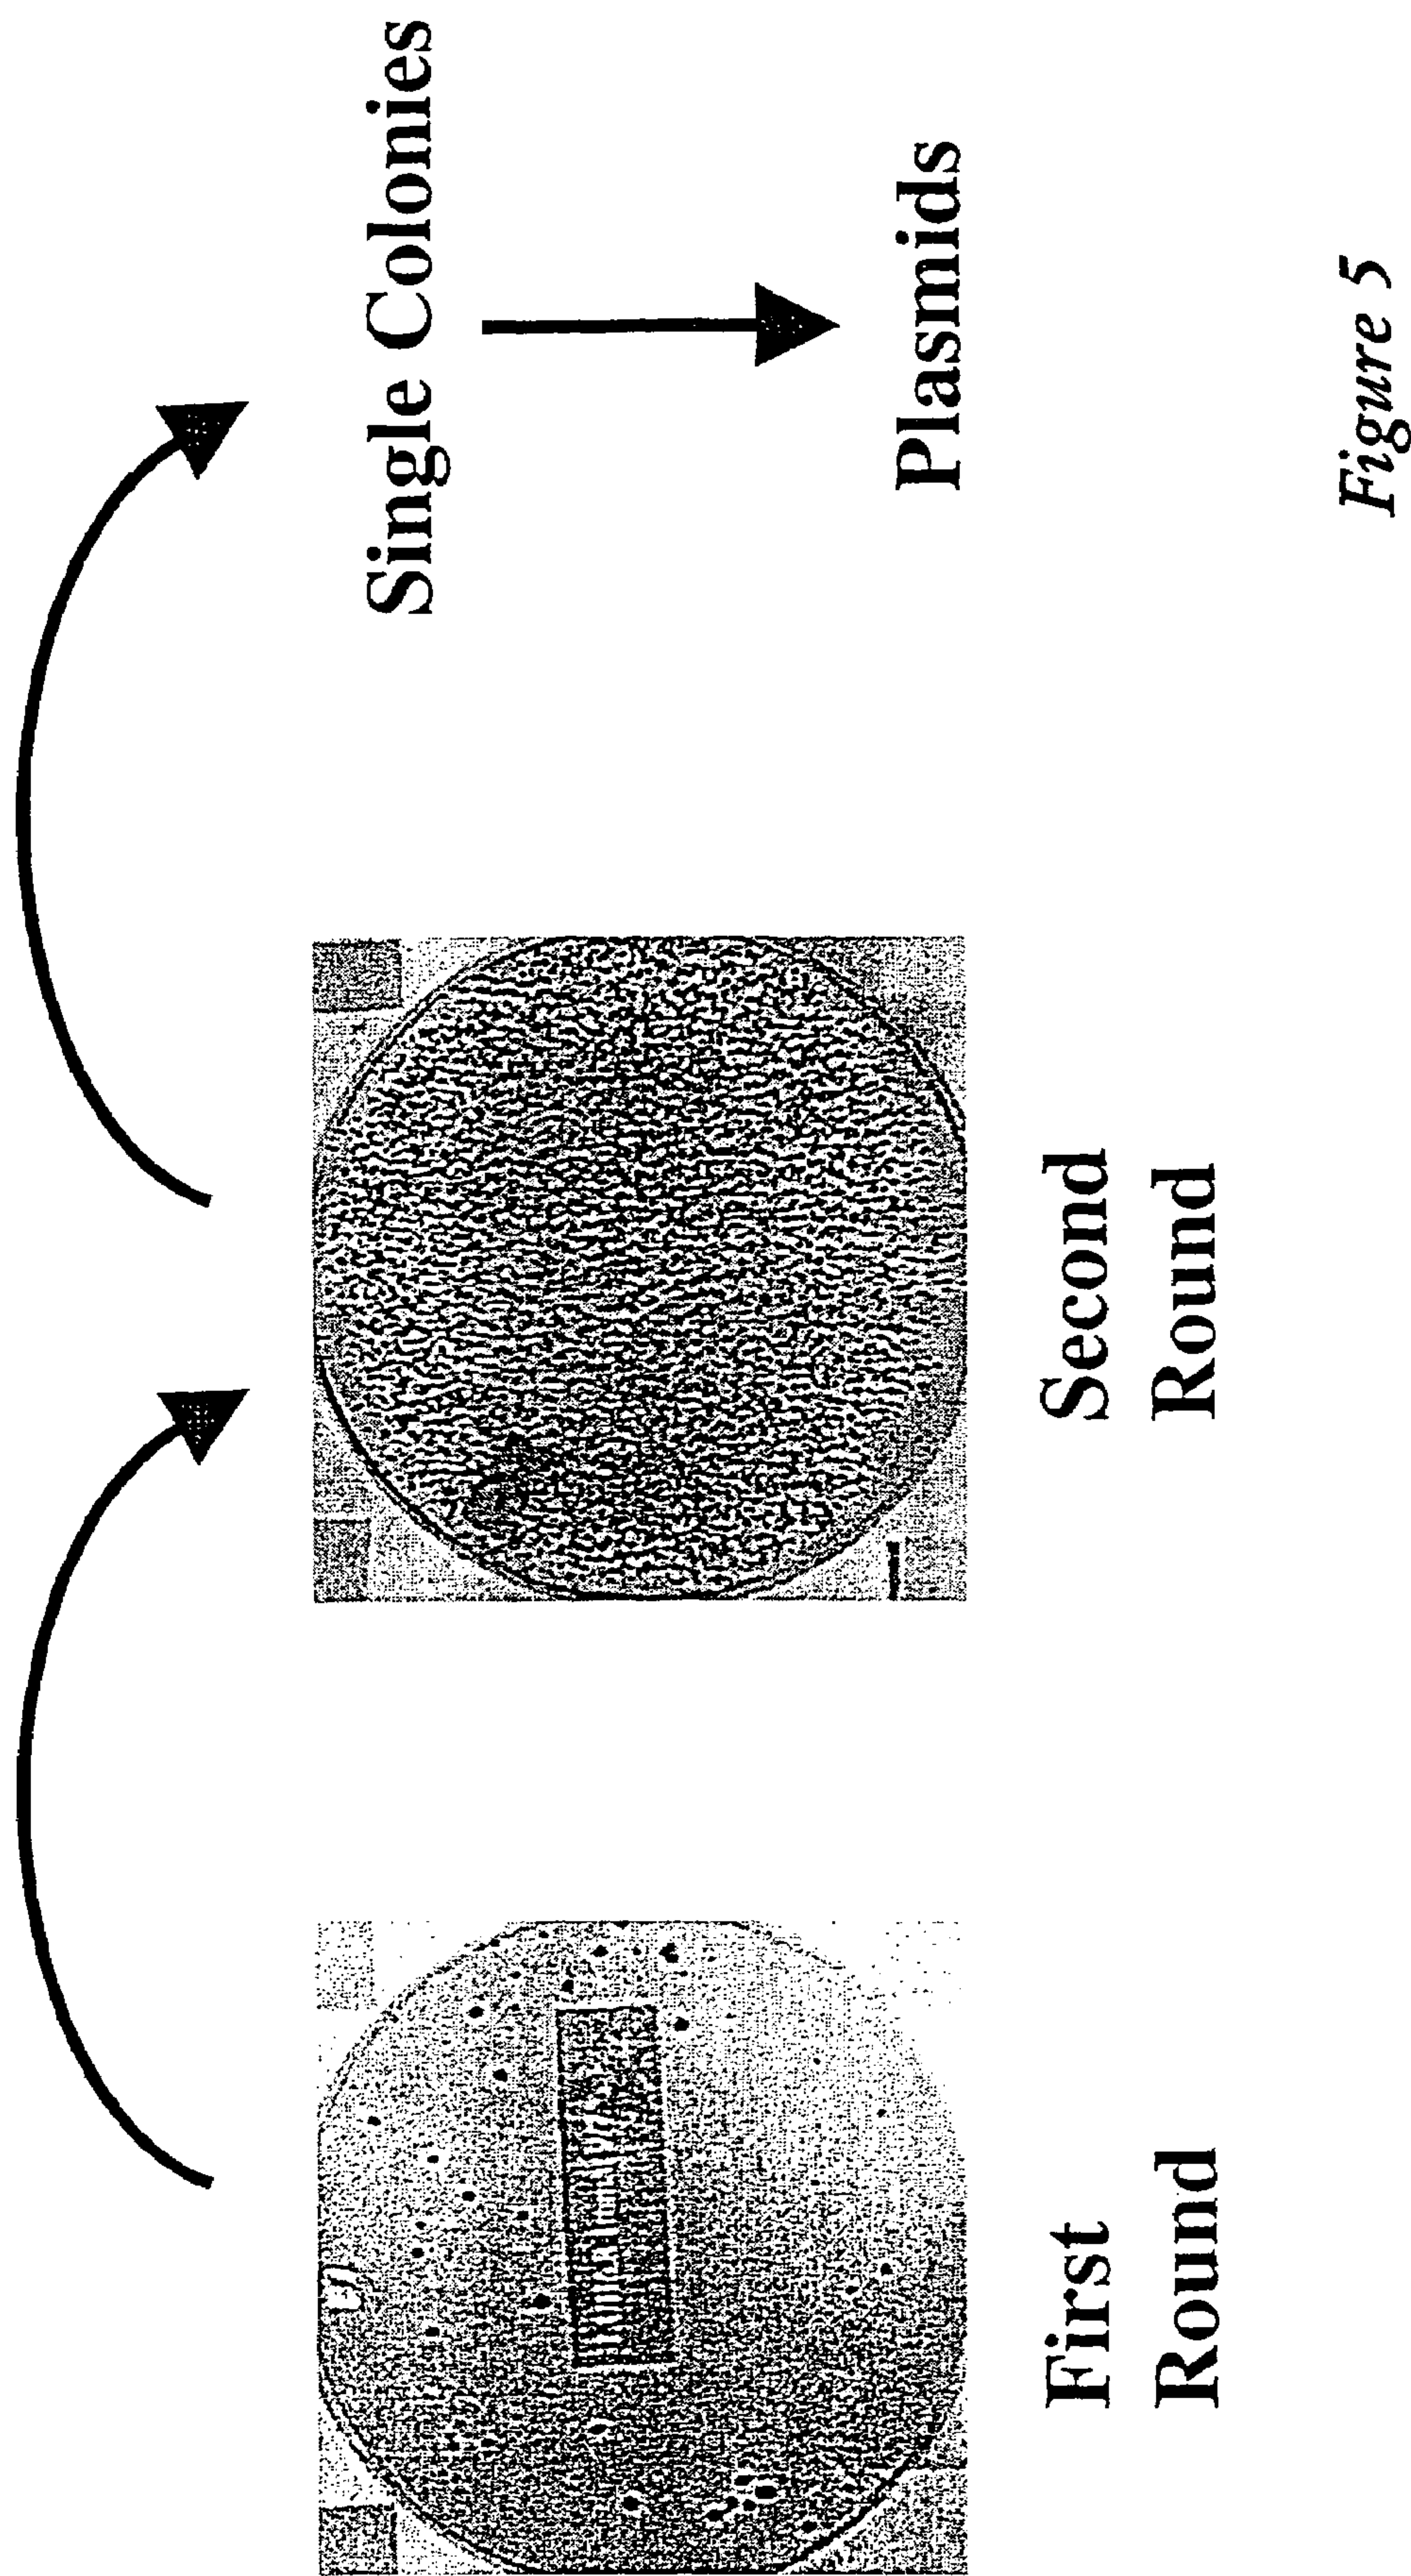 First
Round
Second
Round
Single Colonies
Plasmids
Figure 5